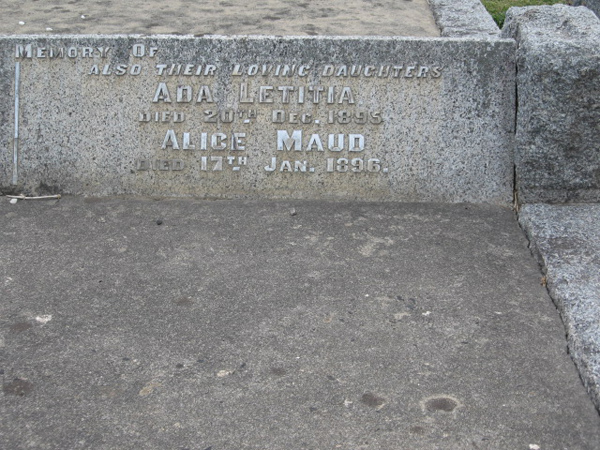 Memory Of
Also Their Loving Daughters
Ada Letitia
Died 20th Dec. 1895
Alice Maud
Died 17th Jan. 1896.